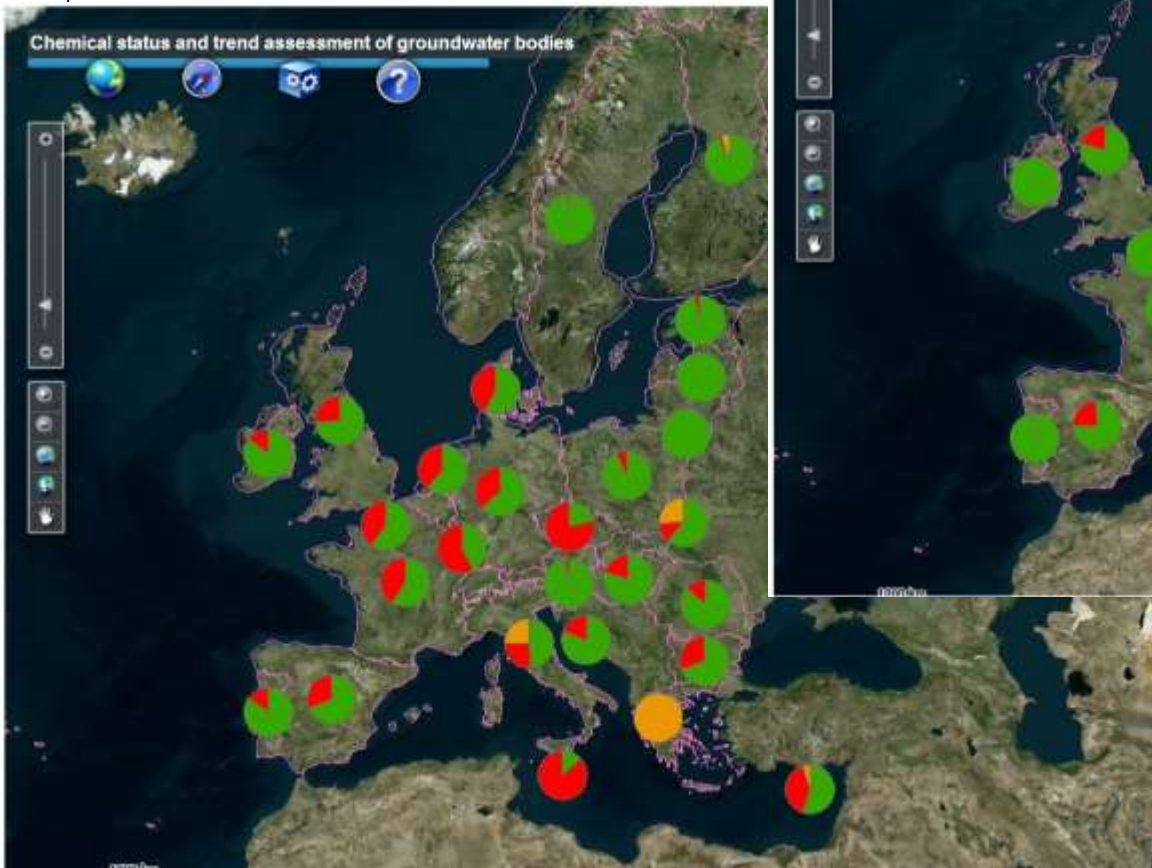 Chemical status and trend assessment of groundwater bodies
?